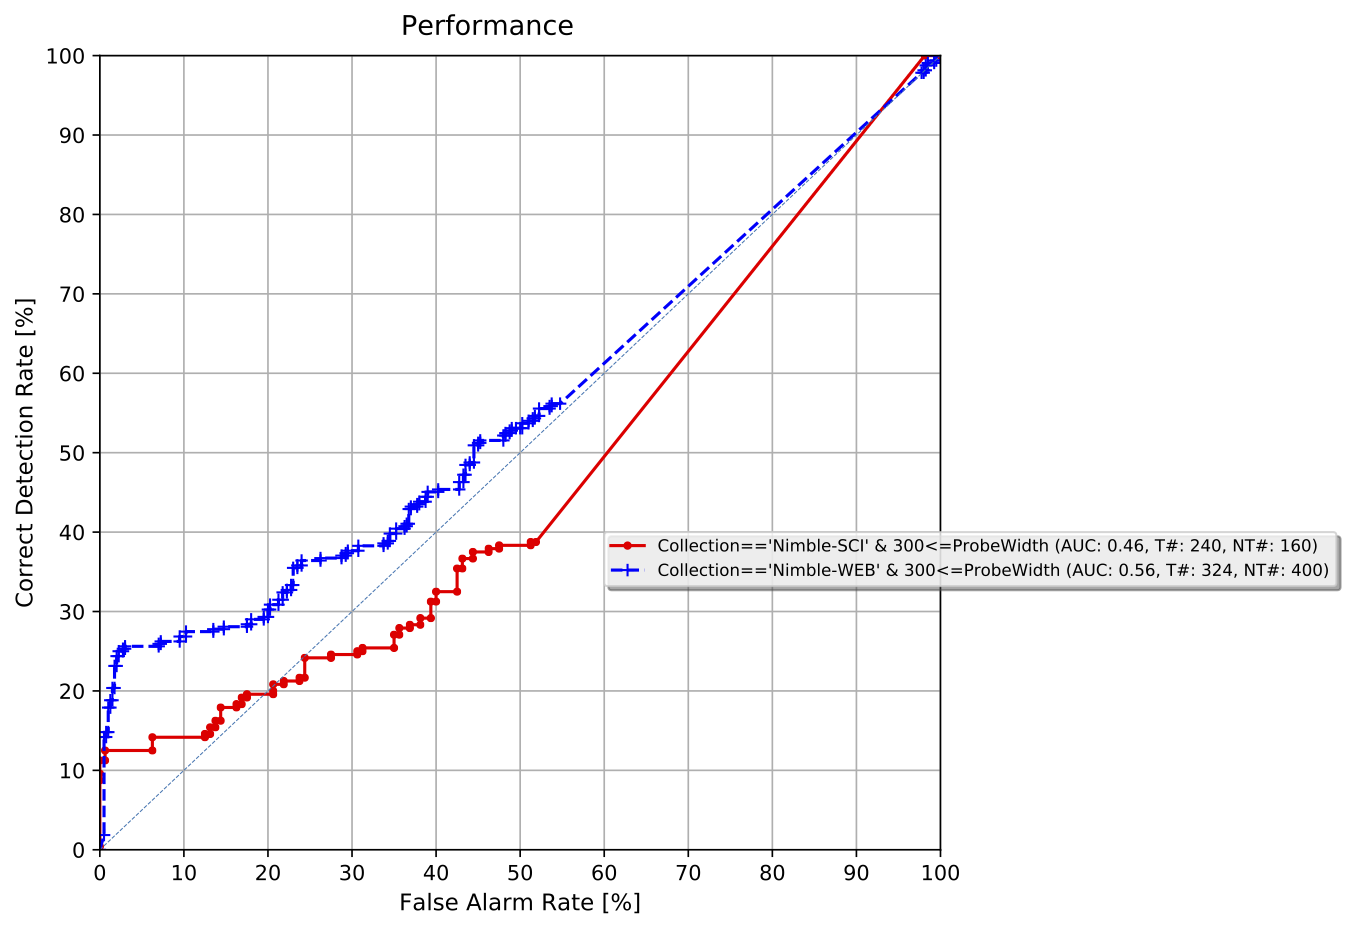 Performance
Correct Detection Rate [%]
100
90
80
70
60
50
40
30
20
10
0
Collection=='Nimble-SCI' & 300<=ProbeWidth (AUC: 0.46, T#: 240, NT#: 160)
Collection=='Nimble-WEB' & 300<=ProbeWidth (AUC: 0.56, T#: 324, NT#: 400)
0 10 20 30 40 50 60 70 80 90 100
False Alarm Rate [%]